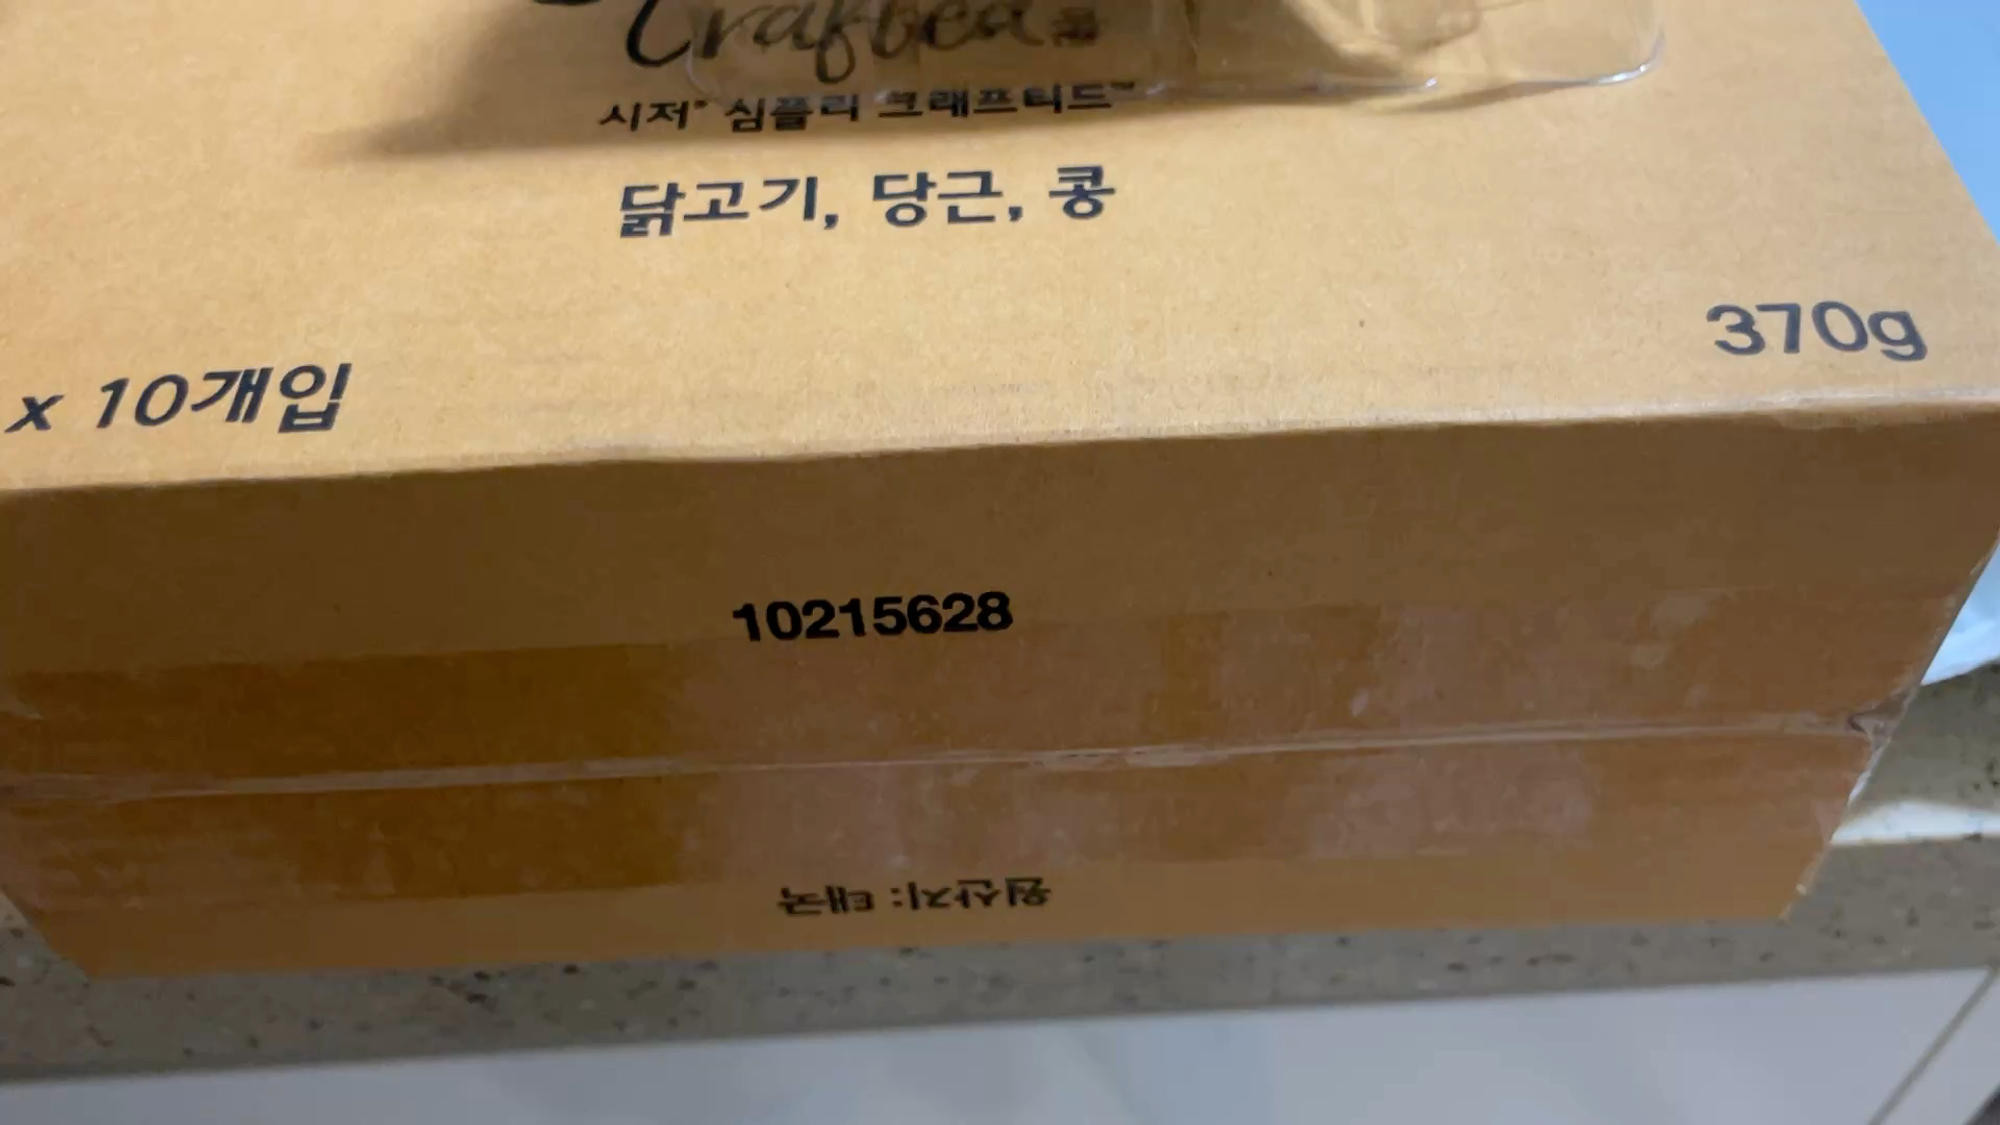 Crafted
시저® 심플리 크래프티드™
닭고기, 당근, 콩
370g
x 10개입
10215628
원산지: 태국